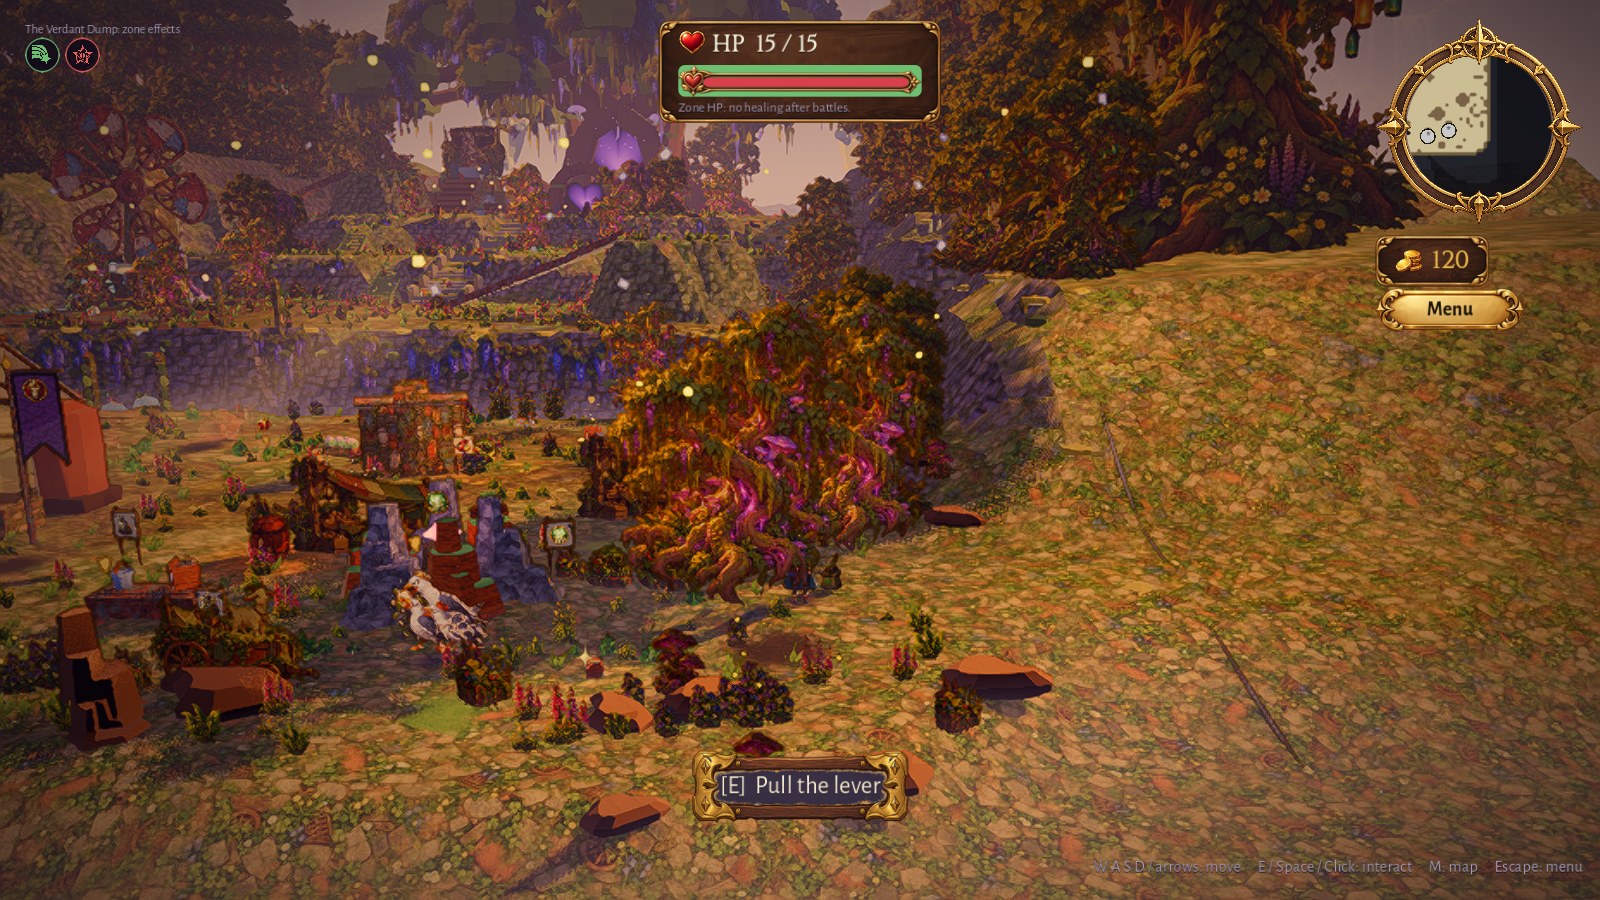 The Verdant Dump: zone effects
HP 15 / 15
Zone HP: no healing after battles.
120
Menu
[E] Pull the lever
W A S D / arrows: move E / Space / Click: interact M: map Escape: menu